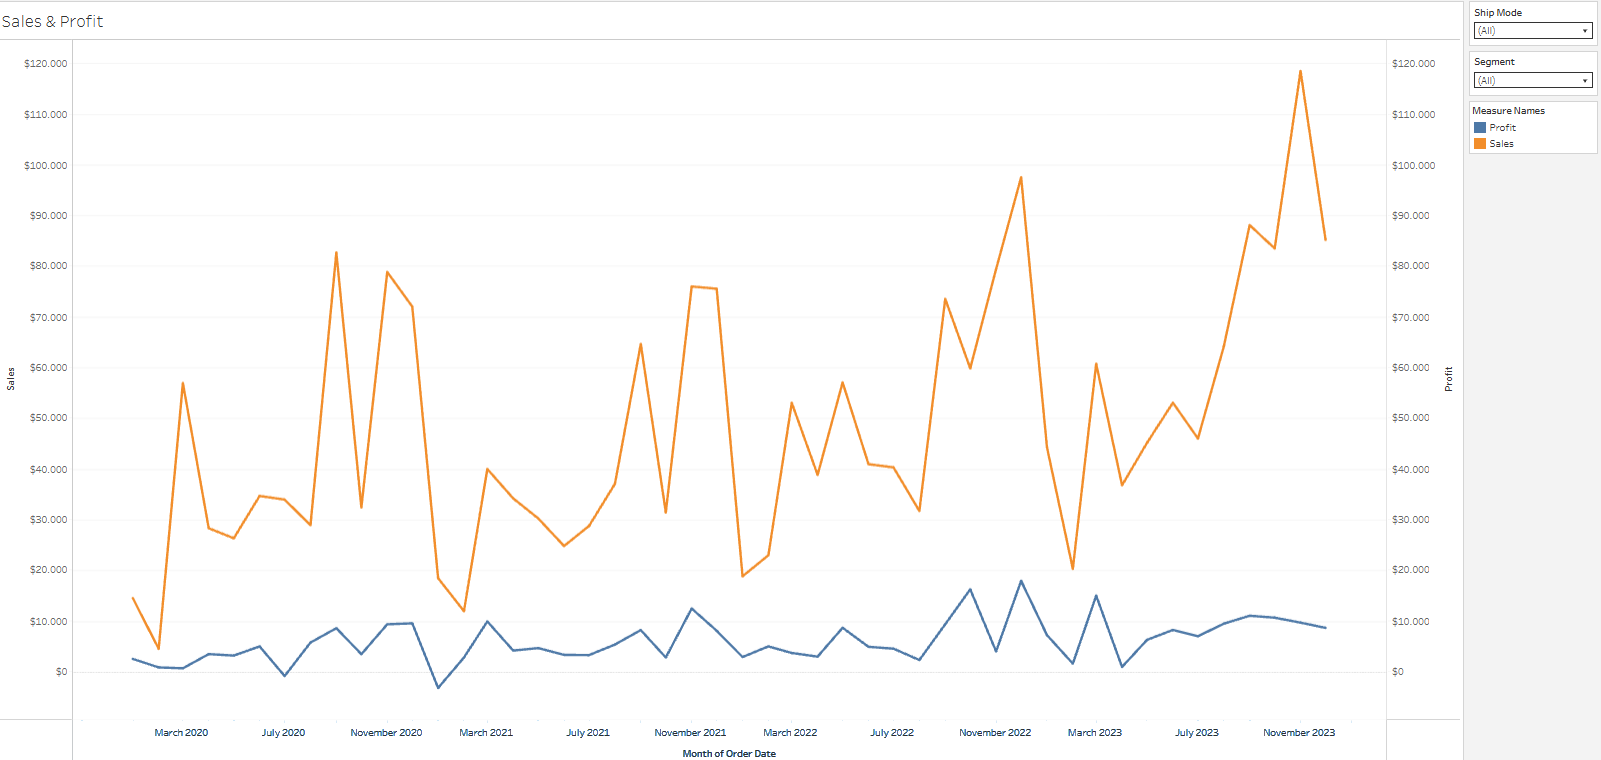 Sales & Profit
Ship Mode
(All)
Segment
(All)
Measure Names
Profit
Sales
$120.000
$110.000
$100.000
$90.000
$80.000
$70.000
$60.000
$50.000
$40.000
$30.000
$20.000
$10.000
$0
Sales
$120.000
$110.000
$100.000
$90.000
$80.000
$70.000
$60.000
$50.000
$40.000
$30.000
$20.000
$10.000
$0
Profit
March 2020 July 2020 November 2020 March 2021 July 2021 November 2021 March 2022 July 2022 November 2022 March 2023 July 2023 November 2023
Month of Order Date